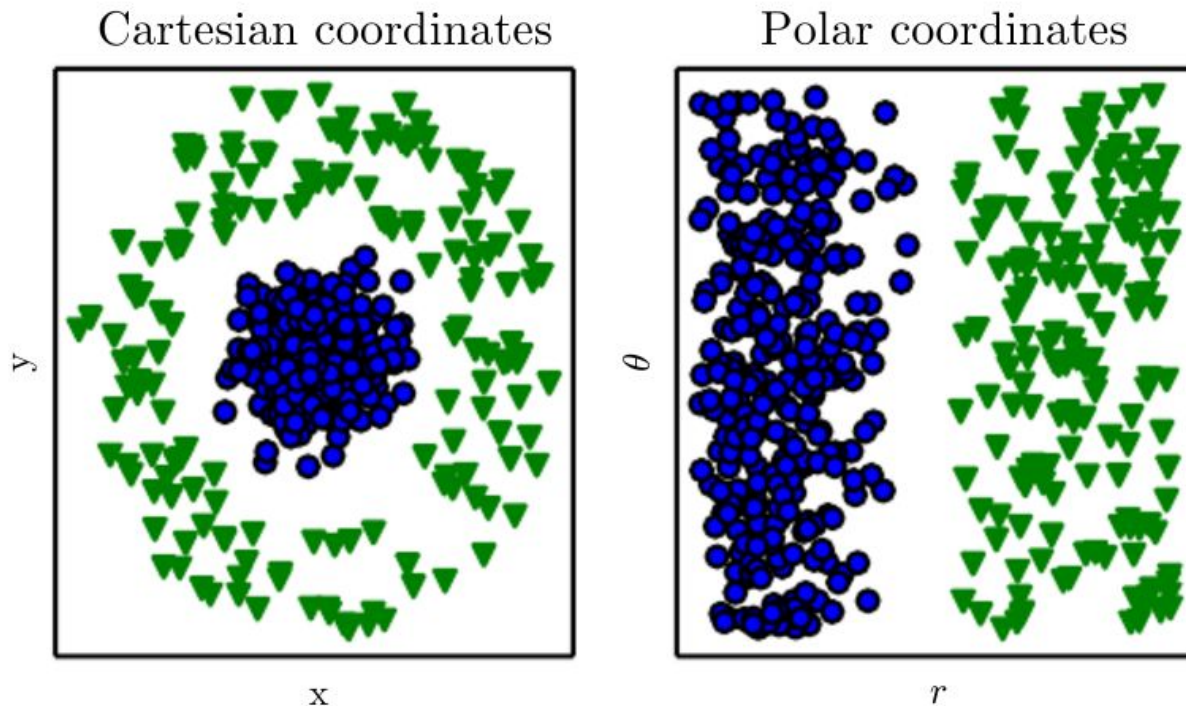 Cartesian coordinates
Polar coordinates
y
θ
x
r